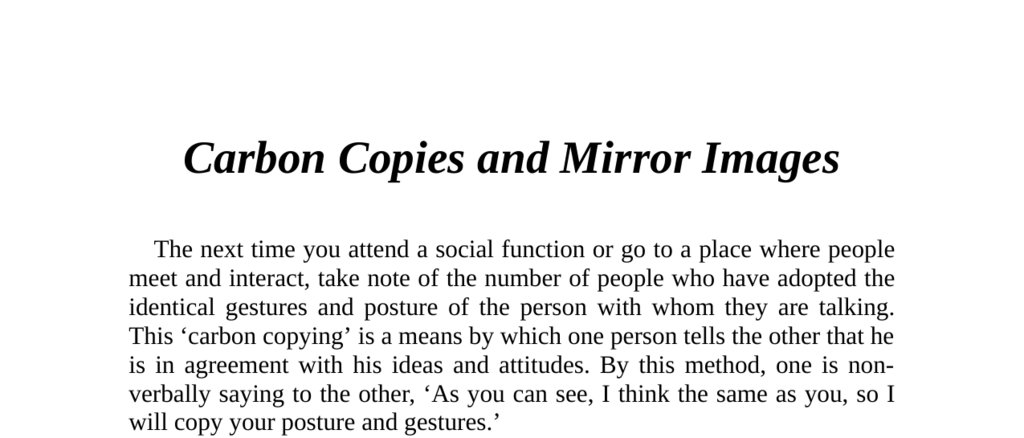 Carbon Copies and Mirror Images
The next time you attend a social function or go to a place where people
meet and interact, take note of the number of people who have adopted the
identical gestures and posture of the person with whom they are talking.
This ‘carbon copying’ is a means by which one person tells the other that he
is in agreement with his ideas and attitudes. By this method, one is non-
verbally saying to the other, ‘As you can see, I think the same as you, so I
will copy your posture and gestures.’